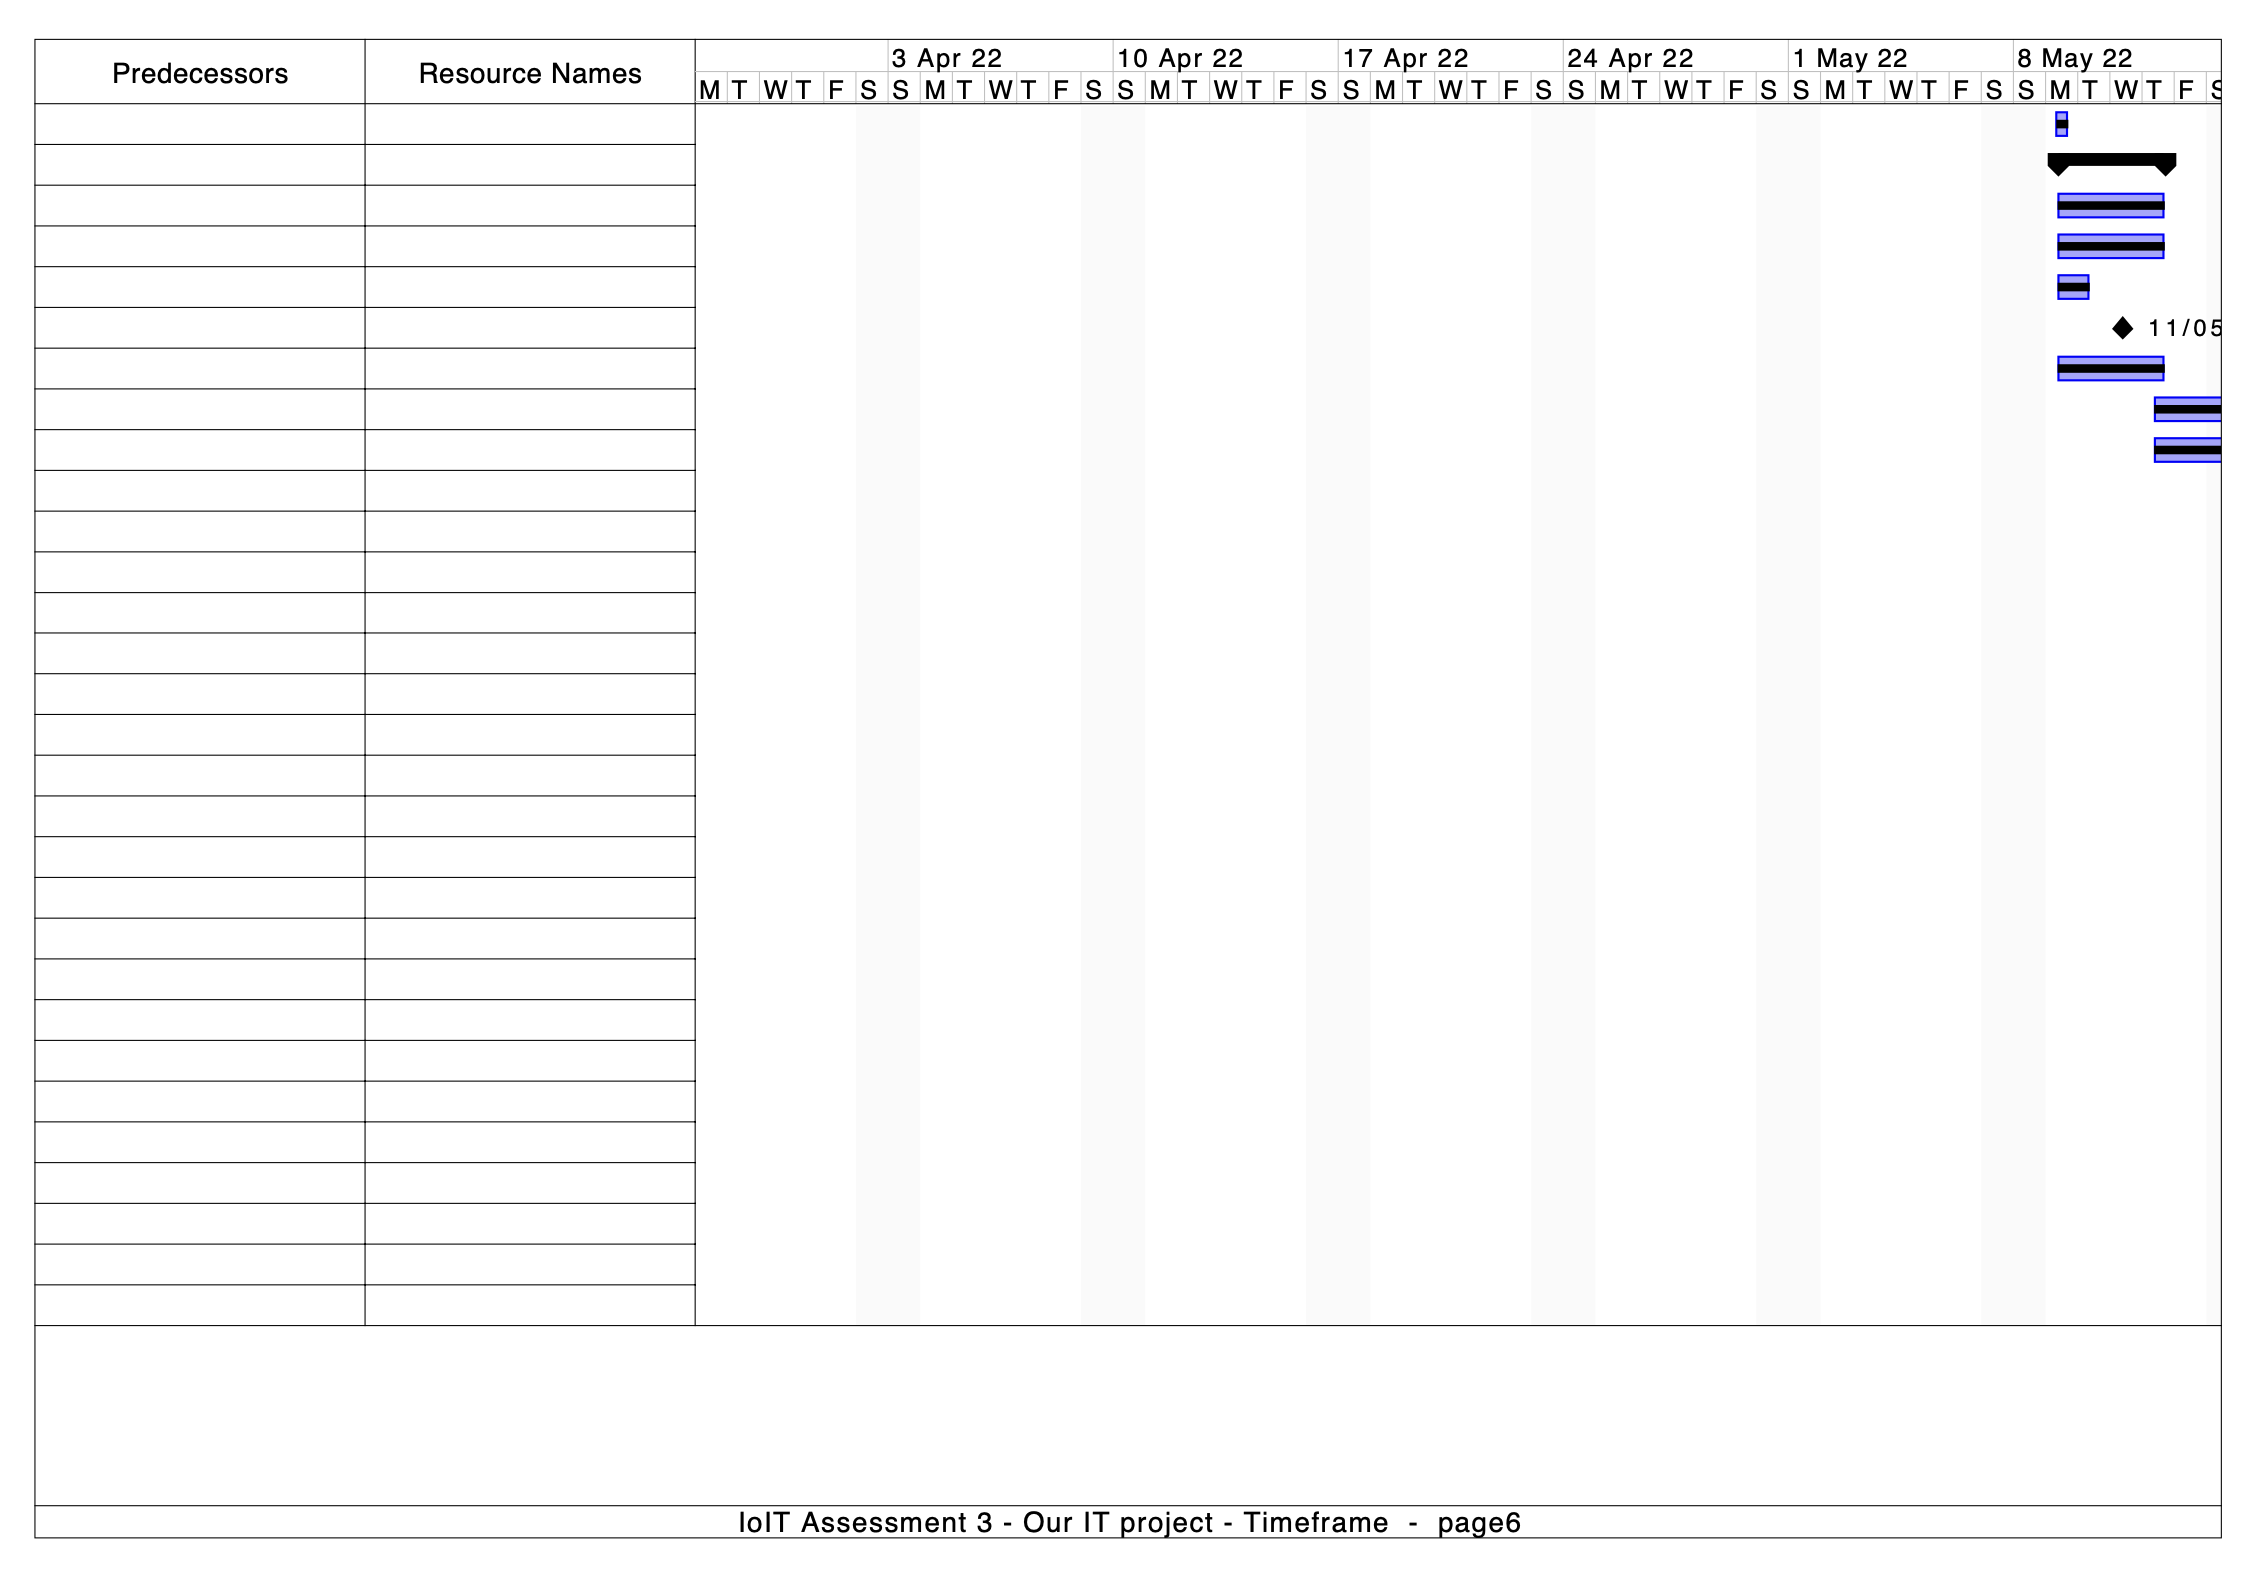 Predecessors Resource Names 3 Apr 22 10 Apr 22 17 Apr 22 24 Apr 22 1 May 22 8 May 22
M T W T F S S M T W T F S S M T W T F S S M T W T F S S M T W T F S S M T W T F S S M T W T F S
11/05
IoIT Assessment 3 - Our IT project - Timeframe - page6